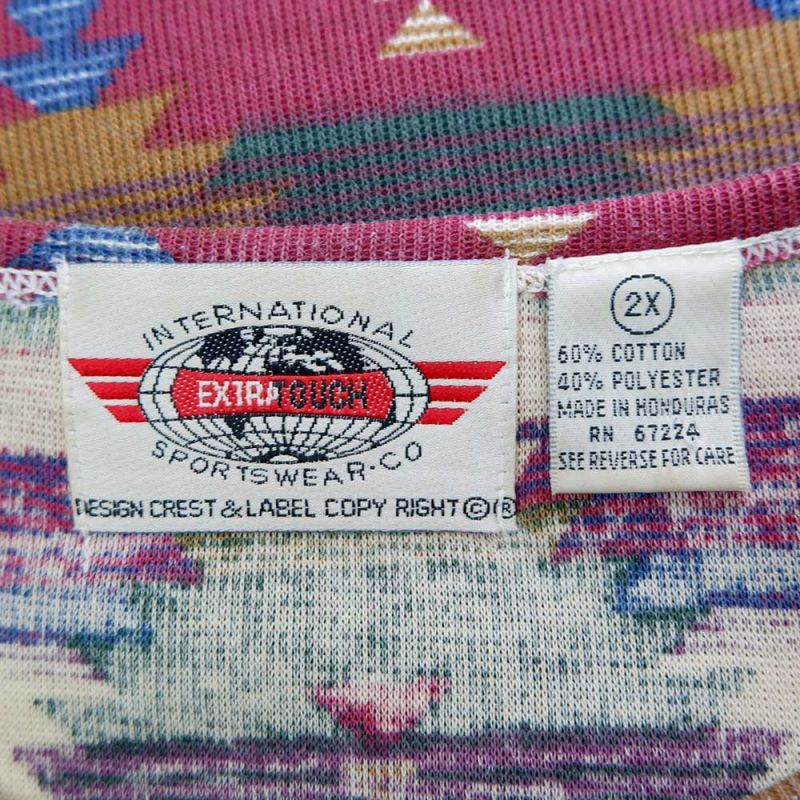 INTERNATIONAL
EXTRA TOUCH
SPORTSWEAR·CO
DESIGN CREST & LABEL COPY RIGHT © ®
2X
60% COTTON
40% POLYESTER
MADE IN HONDURAS
RN 67224
SEE REVERSE FOR CARE